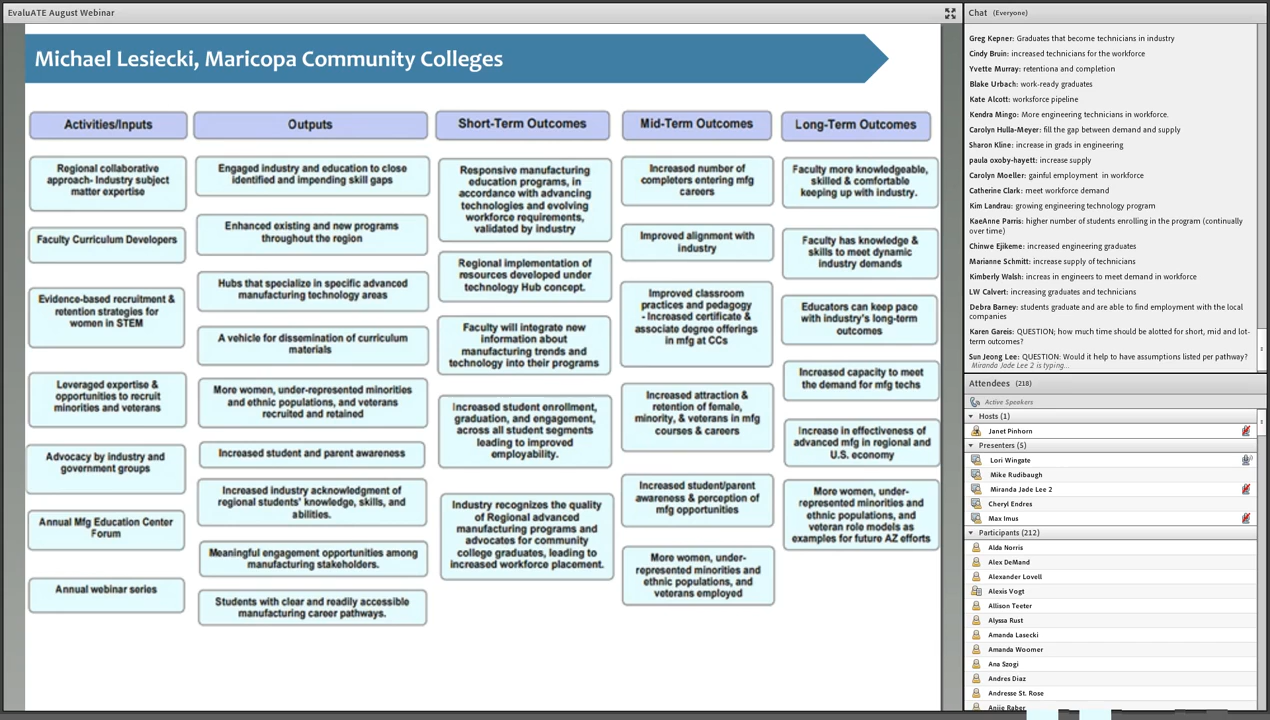 EvaluATE August Webinar
Michael Lesiecki, Maricopa Community Colleges
Activities/Inputs
Regional collaborative
approach- Industry subject
matter expertise
Faculty Curriculum Developers
Evidence-based recruitment &
retention strategies for
women in STEM
Leveraged expertise &
opportunities to recruit
minorities and veterans
Advocacy by industry and
government groups
Annual Mfg Education Center
Forum
Annual webinar series
Outputs
Engaged industry and education to close
identified and impending skill gaps
Enhanced existing and new programs
throughout the region
Hubs that specialize in specific advanced
manufacturing technology areas
A vehicle for dissemination of curriculum
materials
More women, under-represented minorities
and ethnic populations, and veterans
recruited and retained
Increased student and parent awareness
Increased industry acknowledgment of
regional students' knowledge, skills, and
abilities.
Meaningful engagement opportunities among
manufacturing stakeholders.
Students with clear and readily accessible
manufacturing career pathways.
Short-Term Outcomes
Responsive manufacturing
education programs, in
accordance with advancing
technologies and evolving
workforce requirements,
validated by industry
Regional implementation of
resources developed under
technology Hub concept.
Faculty will integrate new
information about
manufacturing trends and
technology into their programs
Increased student enrollment,
graduation, and engagement,
across all student segments
leading to improved
employability.
Industry recognizes the quality
of Regional advanced
manufacturing programs and
advocates for community
college graduates, leading to
increased workforce placement.
Mid-Term Outcomes
Increased number of
completers entering mfg
careers
Improved alignment with
industry
Improved classroom
practices and pedagogy
- Increased certificate &
associate degree offerings
in mfg at CCs
Increased attraction &
retention of female,
minority, & veterans in mfg
courses & careers
Increased student/parent
awareness & perception of
mfg opportunities
More women, under-
represented minorities and
ethnic populations, and
veterans employed
Long-Term Outcomes
Faculty more knowledgeable,
skilled & comfortable
keeping up with industry.
Faculty has knowledge &
skills to meet dynamic
industry demands
Educators can keep pace
with industry's long-term
outcomes
Increased capacity to meet
the demand for mfg techs
Increase in effectiveness of
advanced mfg in regional and
U.S. economy
More women, under-
represented minorities and
ethnic populations, and
veteran role models as
examples for future AZ efforts
Chat (Everyone)
Greg Kepner: Graduates that become technicians in industry
Cindy Bruin: increased technicians for the workforce
Yvette Murray: retentiona and completion
Blake Urbach: work-ready graduates
Kate Alcott: worksforce pipeline
Kendra Mingo: More engineering technicians in workforce.
Carolyn Hulla-Meyer: fill the gap between demand and supply
Sharon Kline: increase in grads in engineering
paula oxoby-hayett: increase supply
Carolyn Moeller: gainful employment in workforce
Catherine Clark: meet workforce demand
Kim Landrau: growing engineering technology program
KaeAnne Parris: higher number of students enrolling in the program (continually
over time)
Chinwe Ejikeme: increased engineering graduates
Marianne Schmitt: increase supply of technicians
Kimberly Walsh: increas in engineers to meet demand in workforce
LW Calvert: increasing graduates and technicians
Debra Barney: students graduate and are able to find employment with the local
companies
Karen Gareis: QUESTION; how much time should be alotted for short, mid and lot-
term outcomes?
Sun Jeong Lee: QUESTION: Would it help to have assumptions listed per pathway?
Miranda Jade Lee 2 is typing...
Attendees (218)
Active Speakers
Hosts (1)
Janet Pinhorn
Presenters (5)
Lori Wingate
Mike Rudibaugh
Miranda Jade Lee 2
Cheryl Endres
Max Imus
Participants (212)
Alda Norris
Alex DeMand
Alexander Lovell
Alexis Vogt
Allison Teeter
Alyssa Rust
Amanda Lasecki
Amanda Woomer
Ana Szogi
Andres Diaz
Andresse St. Rose